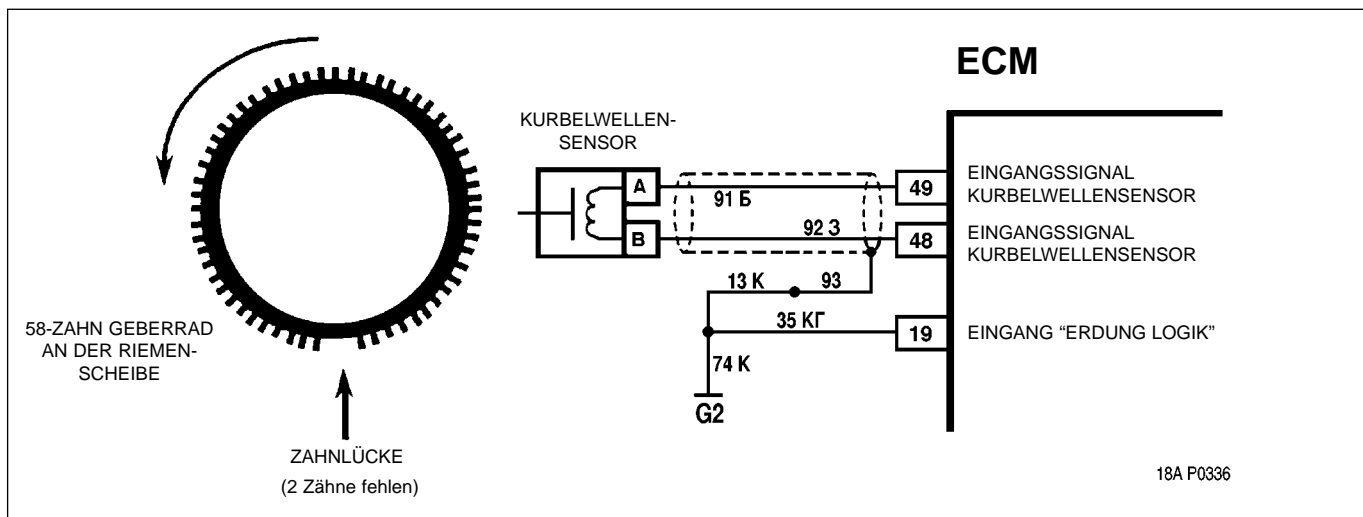 ECM
KURBELWELLEN-
SENSOR
A
B
91 Б
92 З
49
EINGANGSSIGNAL
KURBELWELLENSENSOR
48
EINGANGSSIGNAL
KURBELWELLENSENSOR
13 К
93
35 КГ
19
EINGANG “ERDUNG LOGIK”
74 К
G2
58-ZAHN GEBERRAD
AN DER RIEMEN-
SCHEIBE
ZAHNLÜCKE
(2 Zähne fehlen)
18A P0336